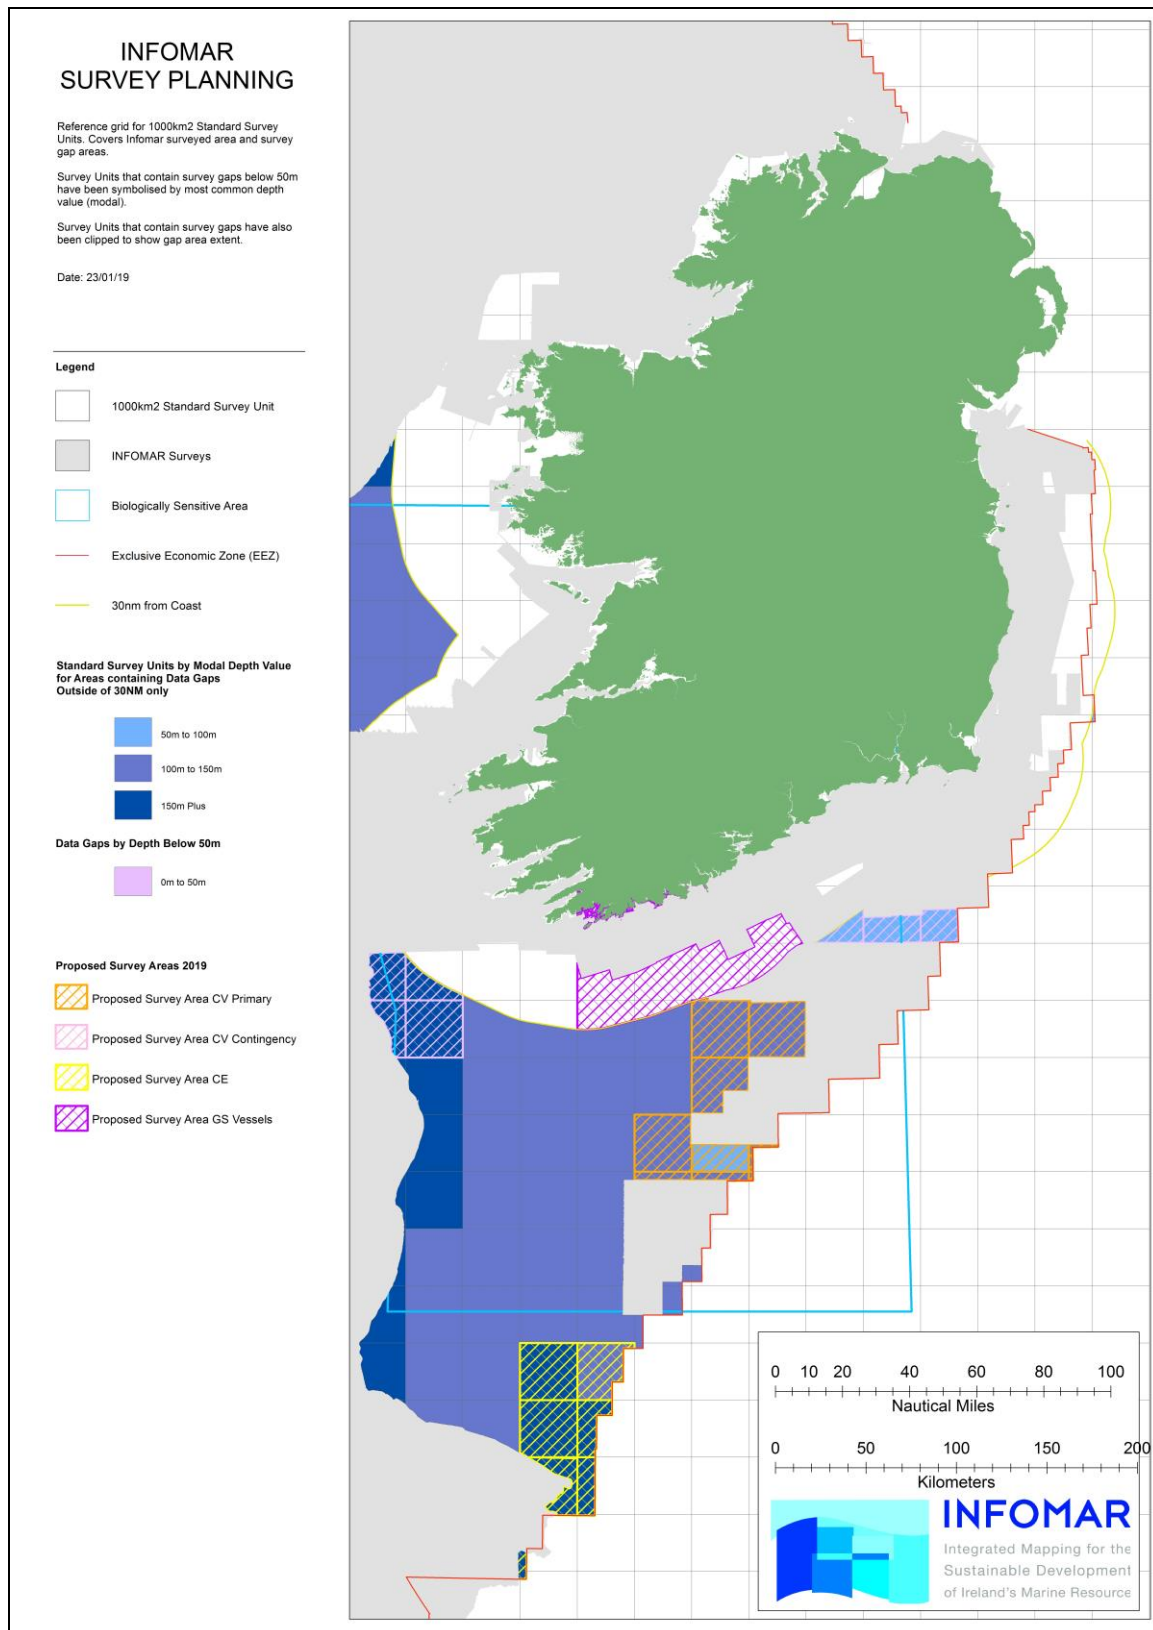 INFOMAR
SURVEY PLANNING
Reference grid for 1000km2 Standard Survey
Units. Covers Infomar surveyed area and survey
gap areas.
Survey Units that contain survey gaps below 50m
have been symbolised by most common depth
value (modal).
Survey Units that contain survey gaps have also
been clipped to show gap area extent.
Date: 23/01/19
Legend
1000km2 Standard Survey Unit
INFOMAR Surveys
Biologically Sensitive Area
Exclusive Economic Zone (EEZ)
30nm from Coast
Standard Survey Units by Modal Depth Value
for Areas containing Data Gaps
Outside of 30NM only
50m to 100m
100m to 150m
150m Plus
Data Gaps by Depth Below 50m
0m to 50m
Proposed Survey Areas 2019
Proposed Survey Area CV Primary
Proposed Survey Area CV Contingency
Proposed Survey Area CE
Proposed Survey Area GS Vessels
0 10 20 40 60 80 100
Nautical Miles
0 50 100 150 200
Kilometers
INFOMAR
Integrated Mapping for the
Sustainable Development
of Ireland's Marine Resource